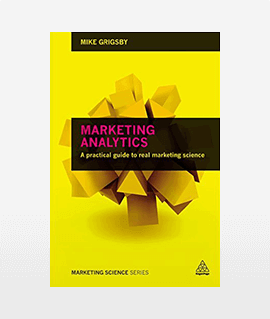 MIKE GRIGSBY
MARKETING
ANALYTICS
A practical guide to real marketing science
MARKETING SCIENCE SERIES